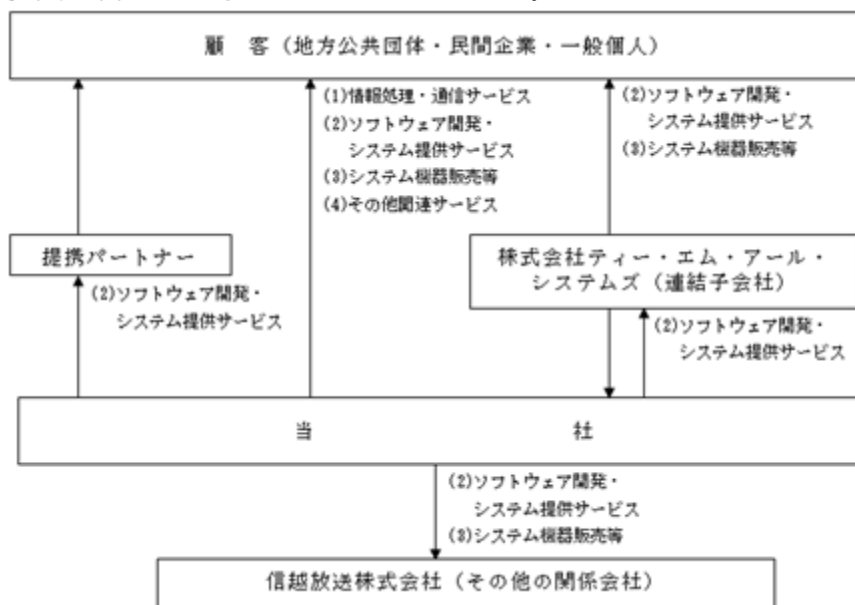 顧 客（地方公共団体・民間企業・一般個人）
(1)情報処理・通信サービス
(2)ソフトウェア開発・
システム提供サービス
(3)システム機器販売等
(4)その他関連サービス
(2)ソフトウェア開発・
システム提供サービス
(3)システム機器販売等
提携パートナー
株式会社ティー・エム・アール・
システムズ（連結子会社）
(2)ソフトウェア開発・
システム提供サービス
(2)ソフトウェア開発・
システム提供サービス
当 社
(2)ソフトウェア開発・
システム提供サービス
(3)システム機器販売等
信越放送株式会社（その他の関係会社）